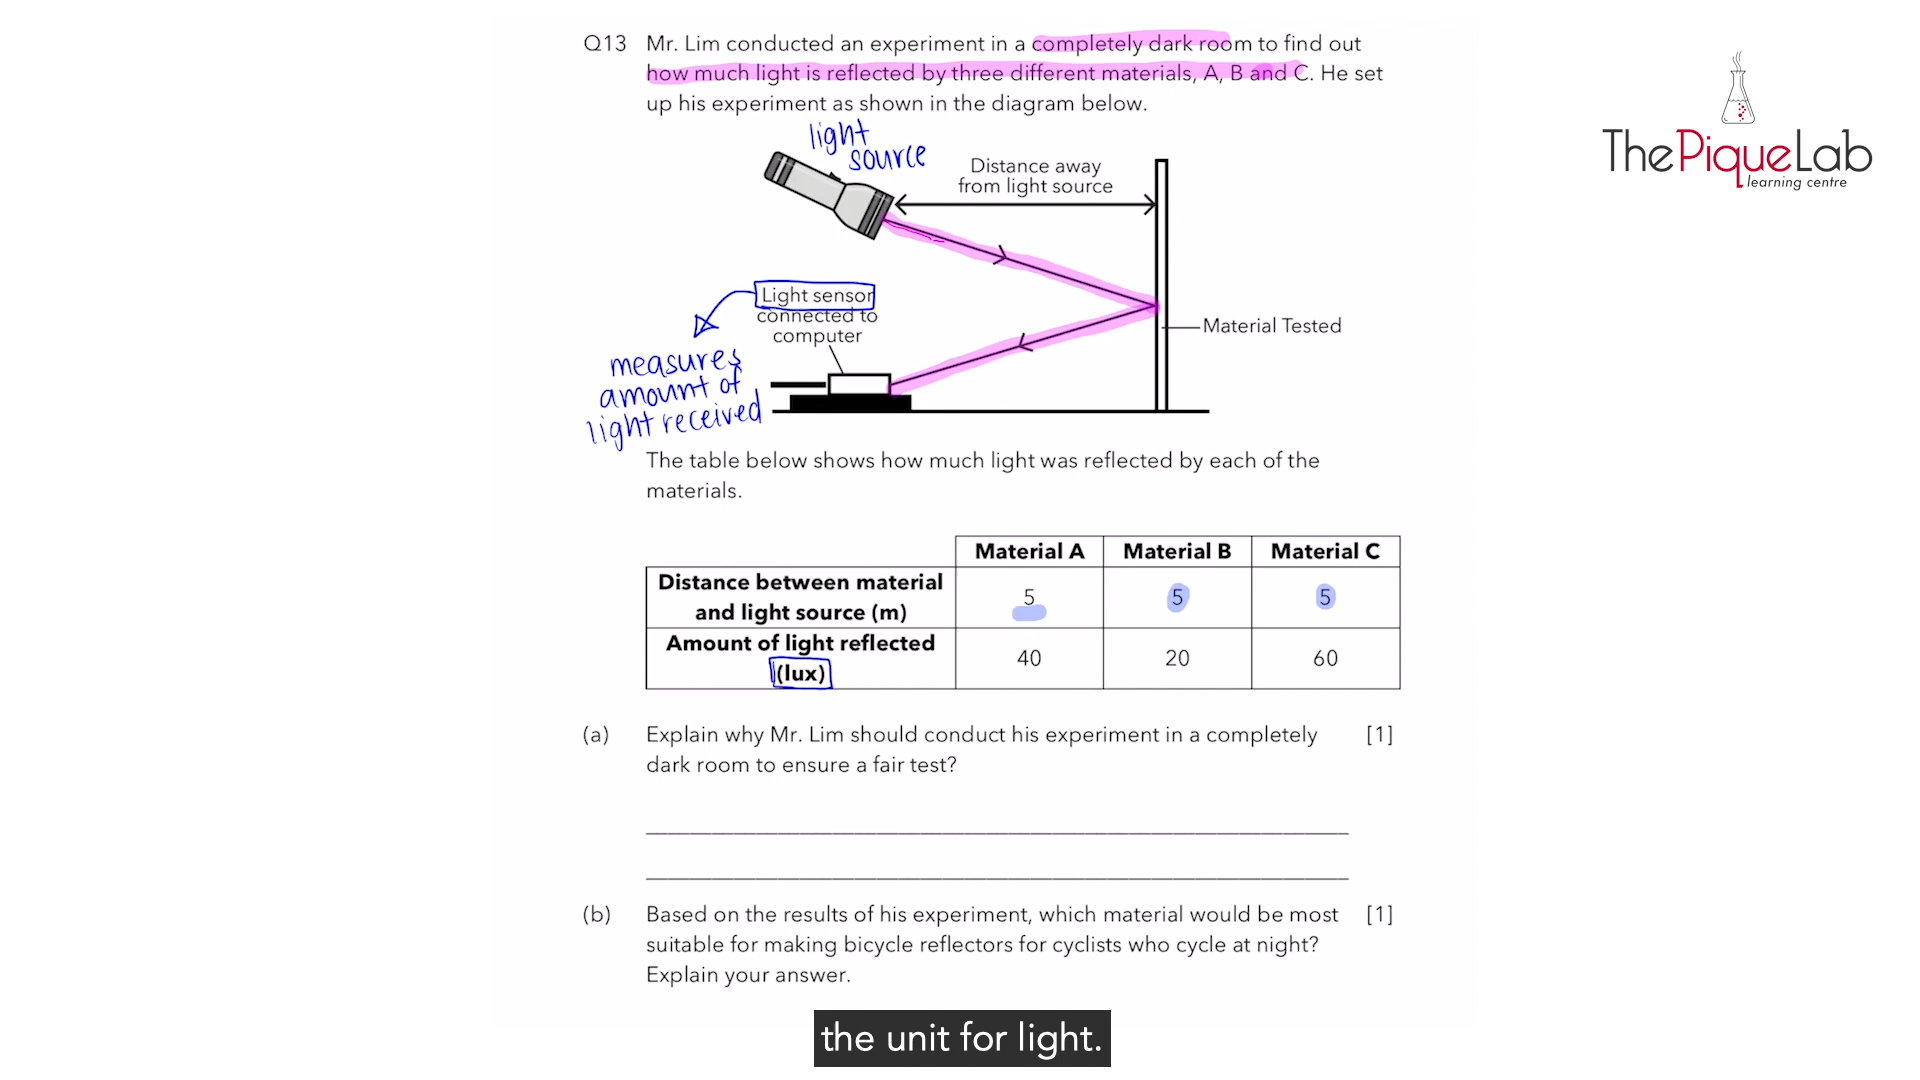 Q13 Mr. Lim conducted an experiment in a completely dark room to find out
how much light is reflected by three different materials, A, B and C. He set
up his experiment as shown in the diagram below.
ThePiqueLab
learning centre
light
source
Distance away
from light source
Light sensor
connected to
computer
Material Tested
measures
amount of
light received
The table below shows how much light was reflected by each of the
materials.
Material A Material B Material C
Distance between material
and light source (m)
5 5 5
Amount of light reflected
(lux)
40 20 60
(a) Explain why Mr. Lim should conduct his experiment in a completely [1]
dark room to ensure a fair test?
(b) Based on the results of his experiment, which material would be most [1]
suitable for making bicycle reflectors for cyclists who cycle at night?
Explain your answer.
the unit for light.